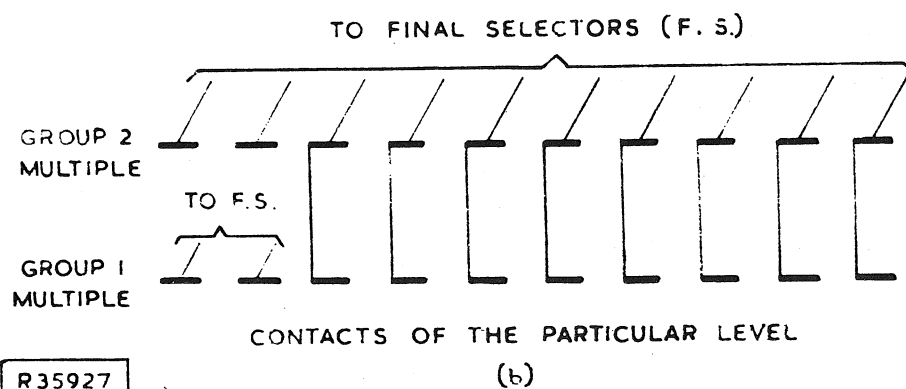 TO FINAL SELECTORS (F. S.)
GROUP 2
MULTIPLE
TO F.S.
GROUP 1
MULTIPLE
CONTACTS OF THE PARTICULAR LEVEL
(b)
R35927